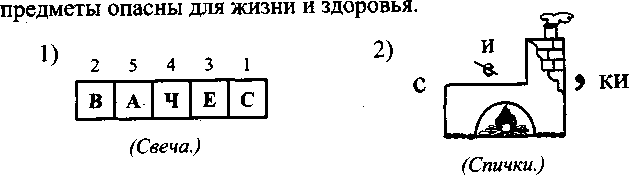 предметы опасны для жизни и здоровья.
1) 2 5 4 3 1
В А Ч Е С
(Свеча.)
2) и
е
с , ки
(Спички.)